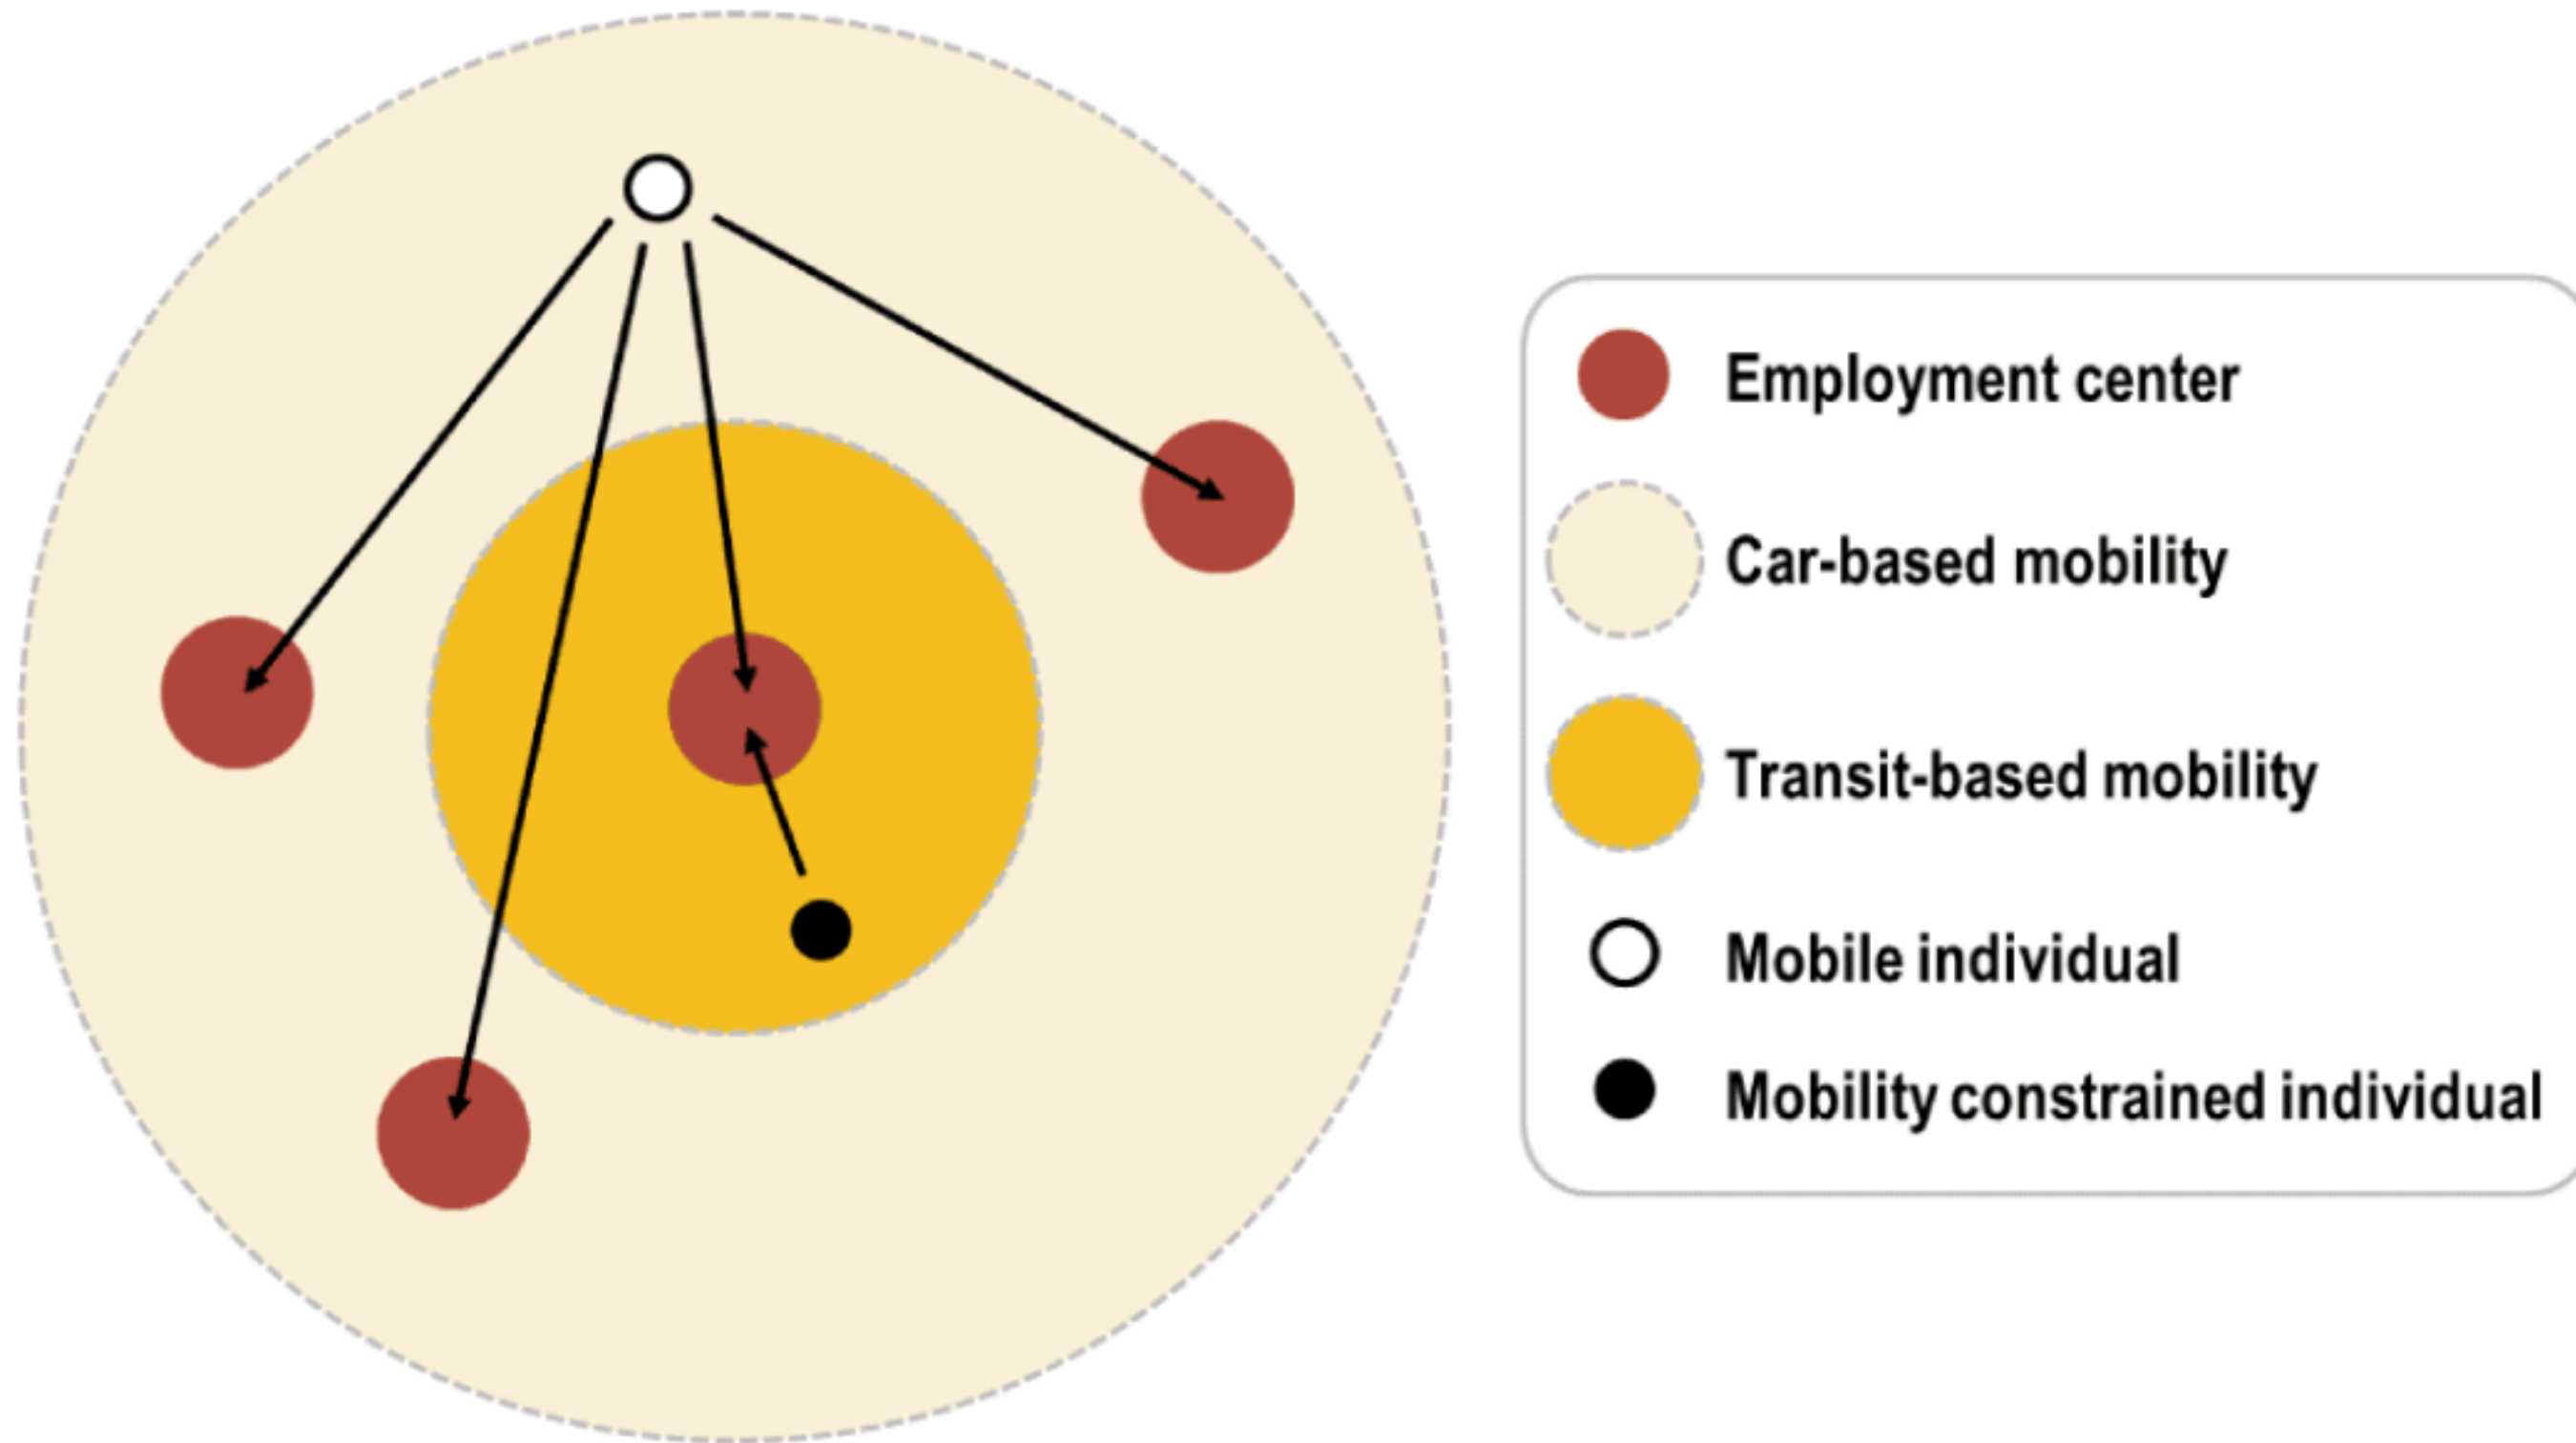 Employment center
Car-based mobility
Transit-based mobility
Mobile individual
Mobility constrained individual